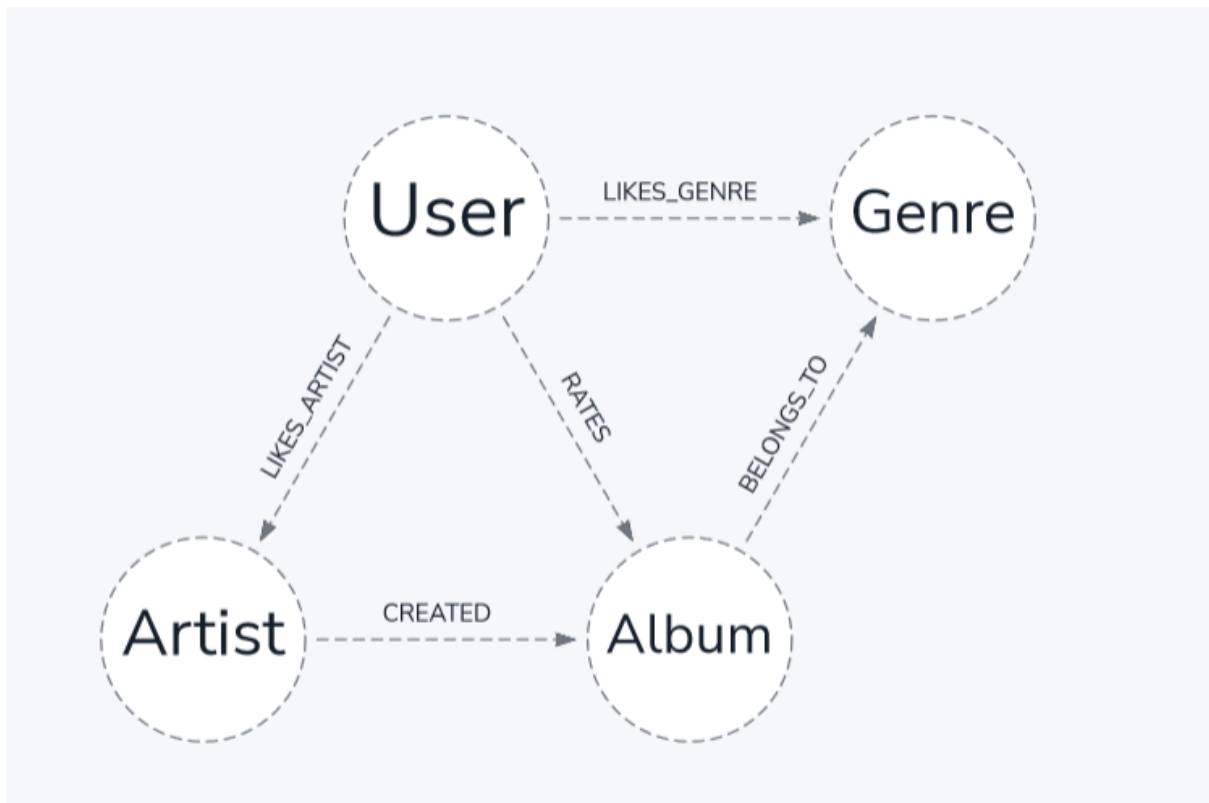 User
LIKES_GENRE
Genre
LIKES_ARTIST
RATES
BELONGS_TO
Artist
CREATED
Album